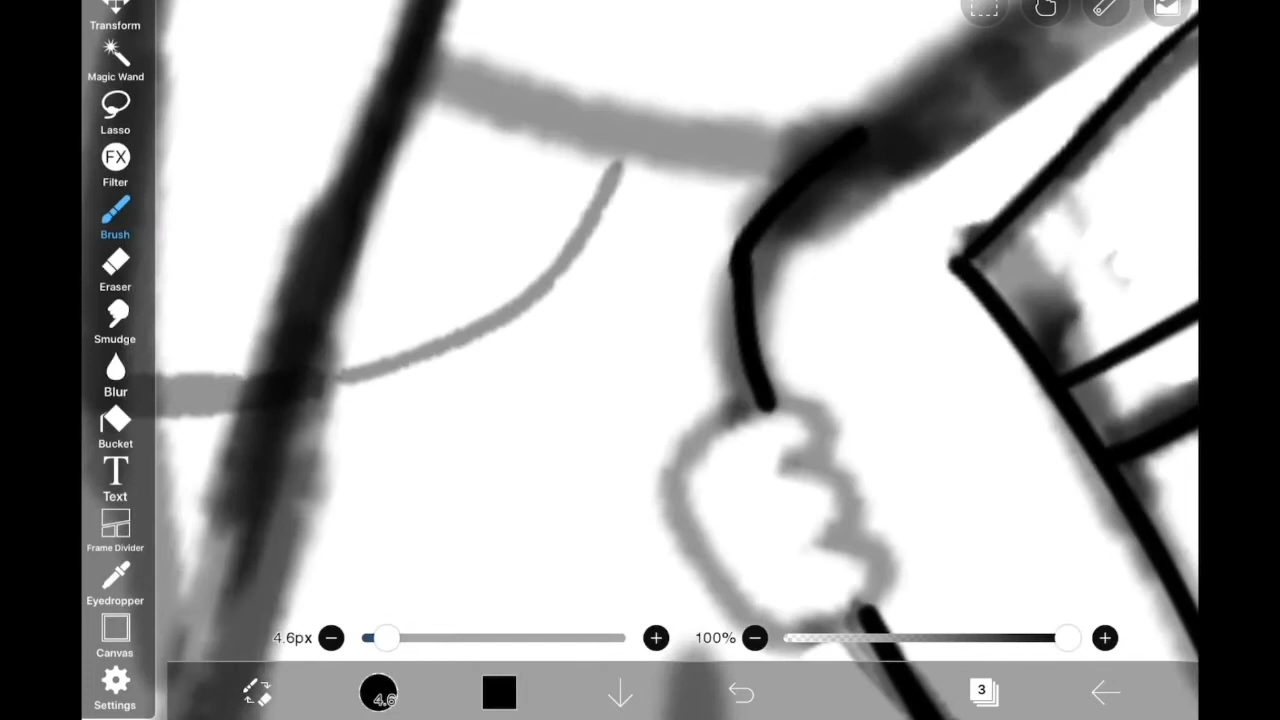 Transform
Magic Wand
Lasso
FX
Filter
Brush
Eraser
Smudge
Blur
Bucket
T
Text
Frame Divider
Eyedropper
Canvas
Settings
4.6px
100%
4.6
3